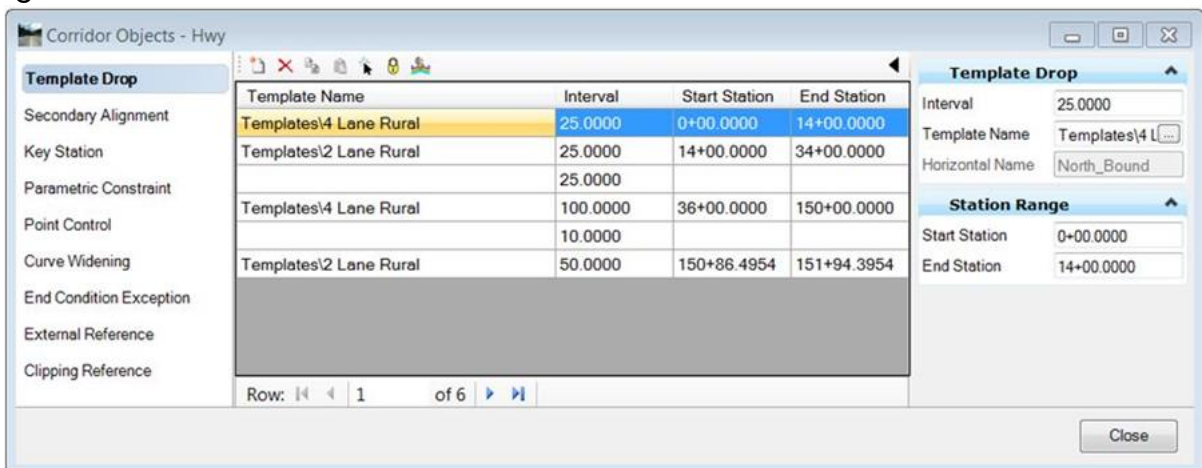 Corridor Objects - Hwy
Template Drop
Secondary Alignment
Key Station
Parametric Constraint
Point Control
Curve Widening
End Condition Exception
External Reference
Clipping Reference
Template Name Interval Start Station End Station
Templates\4 Lane Rural 25.0000 0+00.0000 14+00.0000
Templates\2 Lane Rural 25.0000 14+00.0000 34+00.0000
25.0000
Templates\4 Lane Rural 100.0000 36+00.0000 150+00.0000
10.0000
Templates\2 Lane Rural 50.0000 150+86.4954 151+94.3954
Row: 1 of 6
Template Drop
Interval 25.0000
Template Name Templates\4 L ...
Horizontal Name North_Bound
Station Range
Start Station 0+00.0000
End Station 14+00.0000
Close